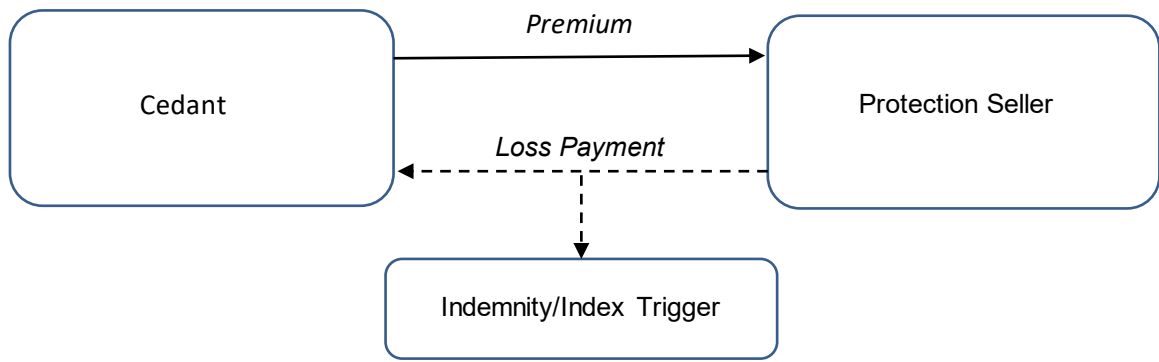 Premium
Cedant
Protection Seller
Loss Payment
Indemnity/Index Trigger